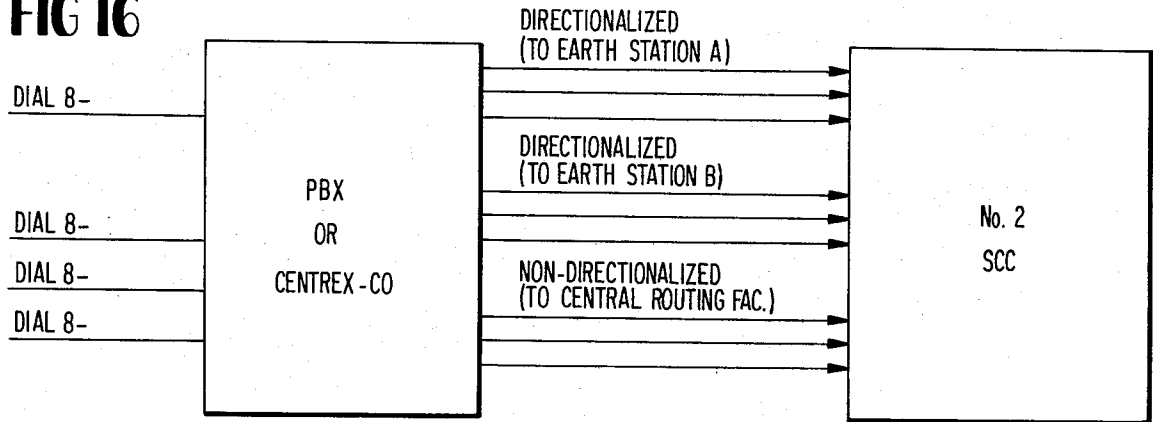 FIG 16
DIAL 8-
DIAL 8-
DIAL 8-
DIAL 8-
PBX
OR
CENTREX-CO
DIRECTIONALIZED
(TO EARTH STATION A)
DIRECTIONALIZED
(TO EARTH STATION B)
NON-DIRECTIONALIZED
(TO CENTRAL ROUTING FAC.)
No. 2
SCC